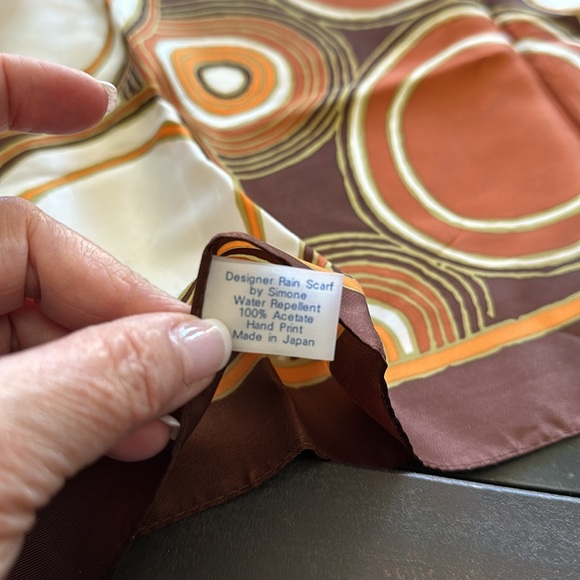 Designer Rain Scarf
by Simone
Water Repellent
100% Acetate
Hand Print
Made in Japan